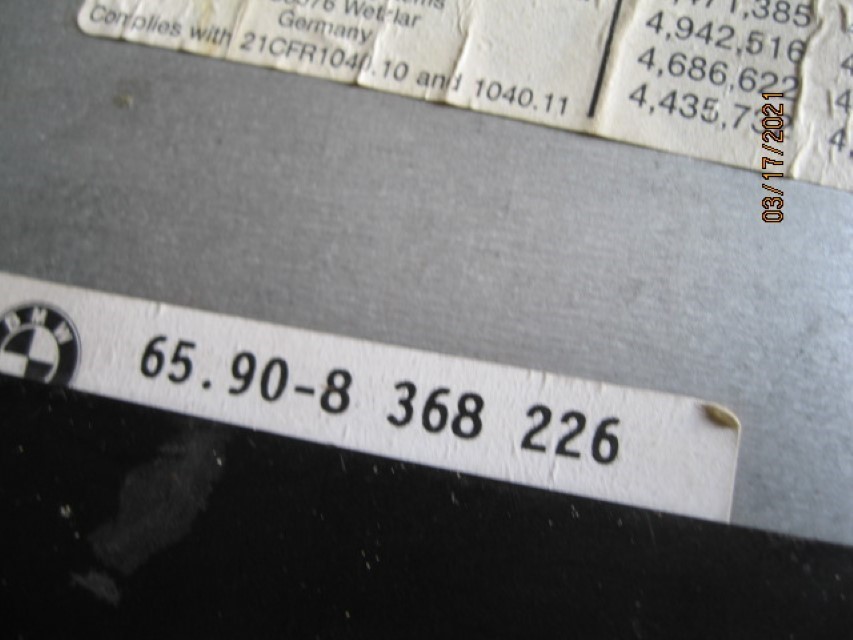 Wetzlar
Germany
Complies with 21CFR1040.10 and 1040.11
4,942,516
4,686,622
03/17/2021
BMW
65.90-8 368 226